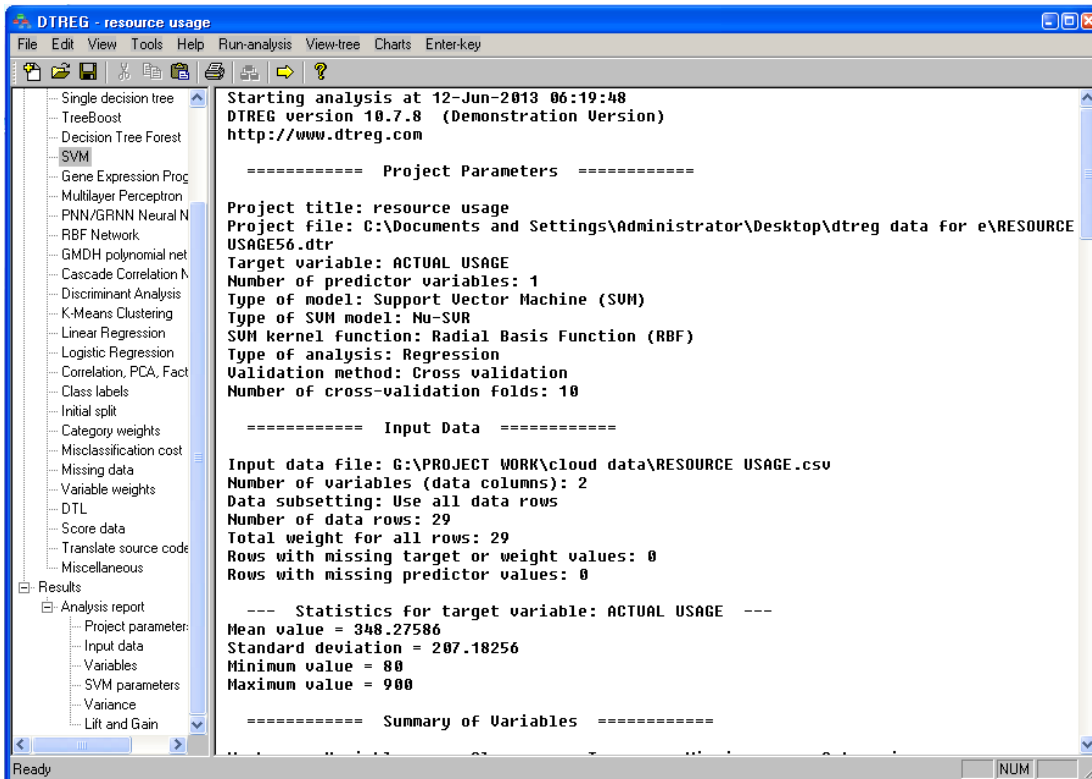 DTREG - resource usage
File Edit View Tools Help Run-analysis View-tree Charts Enter-key
Single decision tree
TreeBoost
Decision Tree Forest
SVM
Gene Expression Prog
Multilayer Perceptron
PNN/GRNN Neural N
RBF Network
GMDH polynomial net
Cascade Correlation N
Discriminant Analysis
K-Means Clustering
Linear Regression
Logistic Regression
Correlation, PCA, Fact
Class labels
Initial split
Category weights
Misclassification cost
Missing data
Variable weights
DTL
Score data
Translate source code
Miscellaneous
Results
Analysis report
Project parameter
Input data
Variables
SVM parameters
Variance
Lift and Gain
Starting analysis at 12-Jun-2013 06:19:48
DTREG version 10.7.8 (Demonstration Version)
http://www.dtreg.com
============ Project Parameters ============
Project title: resource usage
Project file: C:\Documents and Settings\Administrator\Desktop\dtreg data for e\RESOURCE
USAGE56.dtr
Target variable: ACTUAL USAGE
Number of predictor variables: 1
Type of model: Support Vector Machine (SVM)
Type of SVM model: Nu-SVR
SVM kernel function: Radial Basis Function (RBF)
Type of analysis: Regression
Validation method: Cross validation
Number of cross-validation folds: 10
============ Input Data ============
Input data file: G:\PROJECT WORK\cloud data\RESOURCE USAGE.csv
Number of variables (data columns): 2
Data subsetting: Use all data rows
Number of data rows: 29
Total weight for all rows: 29
Rows with missing target or weight values: 0
Rows with missing predictor values: 0
--- Statistics for target variable: ACTUAL USAGE ---
Mean value = 348.27586
Standard deviation = 207.18256
Minimum value = 80
Maximum value = 900
============ Summary of Variables ============
Ready
NUM